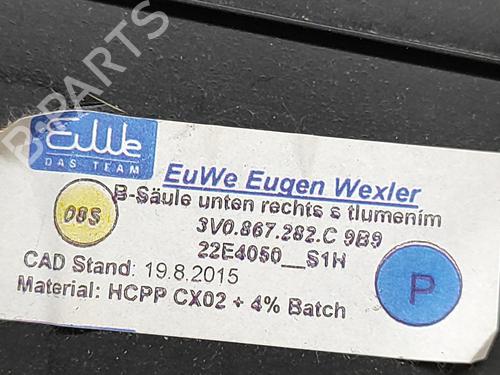 B-PARTS
EuWe
DAS TEAM
EuWe Eugen Wexler
08S
B-Säule unten rechts s tlumenim
3V0.867.282.C 9B9
22E4050__S1H
CAD Stand: 19.8.2015
P
Material: HCPP CX02 + 4% Batch